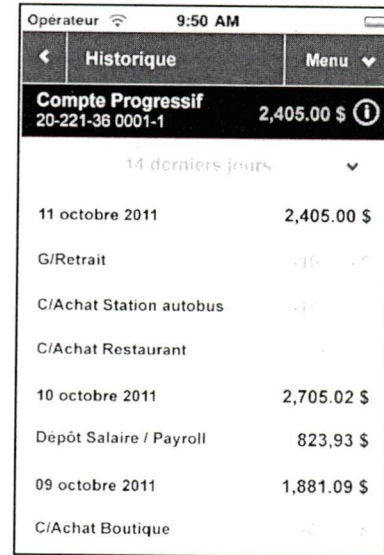 Opérateur 9:50 AM
Historique Menu
Compte Progressif
20-221-36 0001-1 2,405.00 $
14 derniers jours
11 octobre 2011 2,405.00 $
G/Retrait
C/Achat Station autobus
C/Achat Restaurant
10 octobre 2011 2,705.02 $
Dépôt Salaire / Payroll 823,93 $
09 octobre 2011 1,881.09 $
C/Achat Boutique